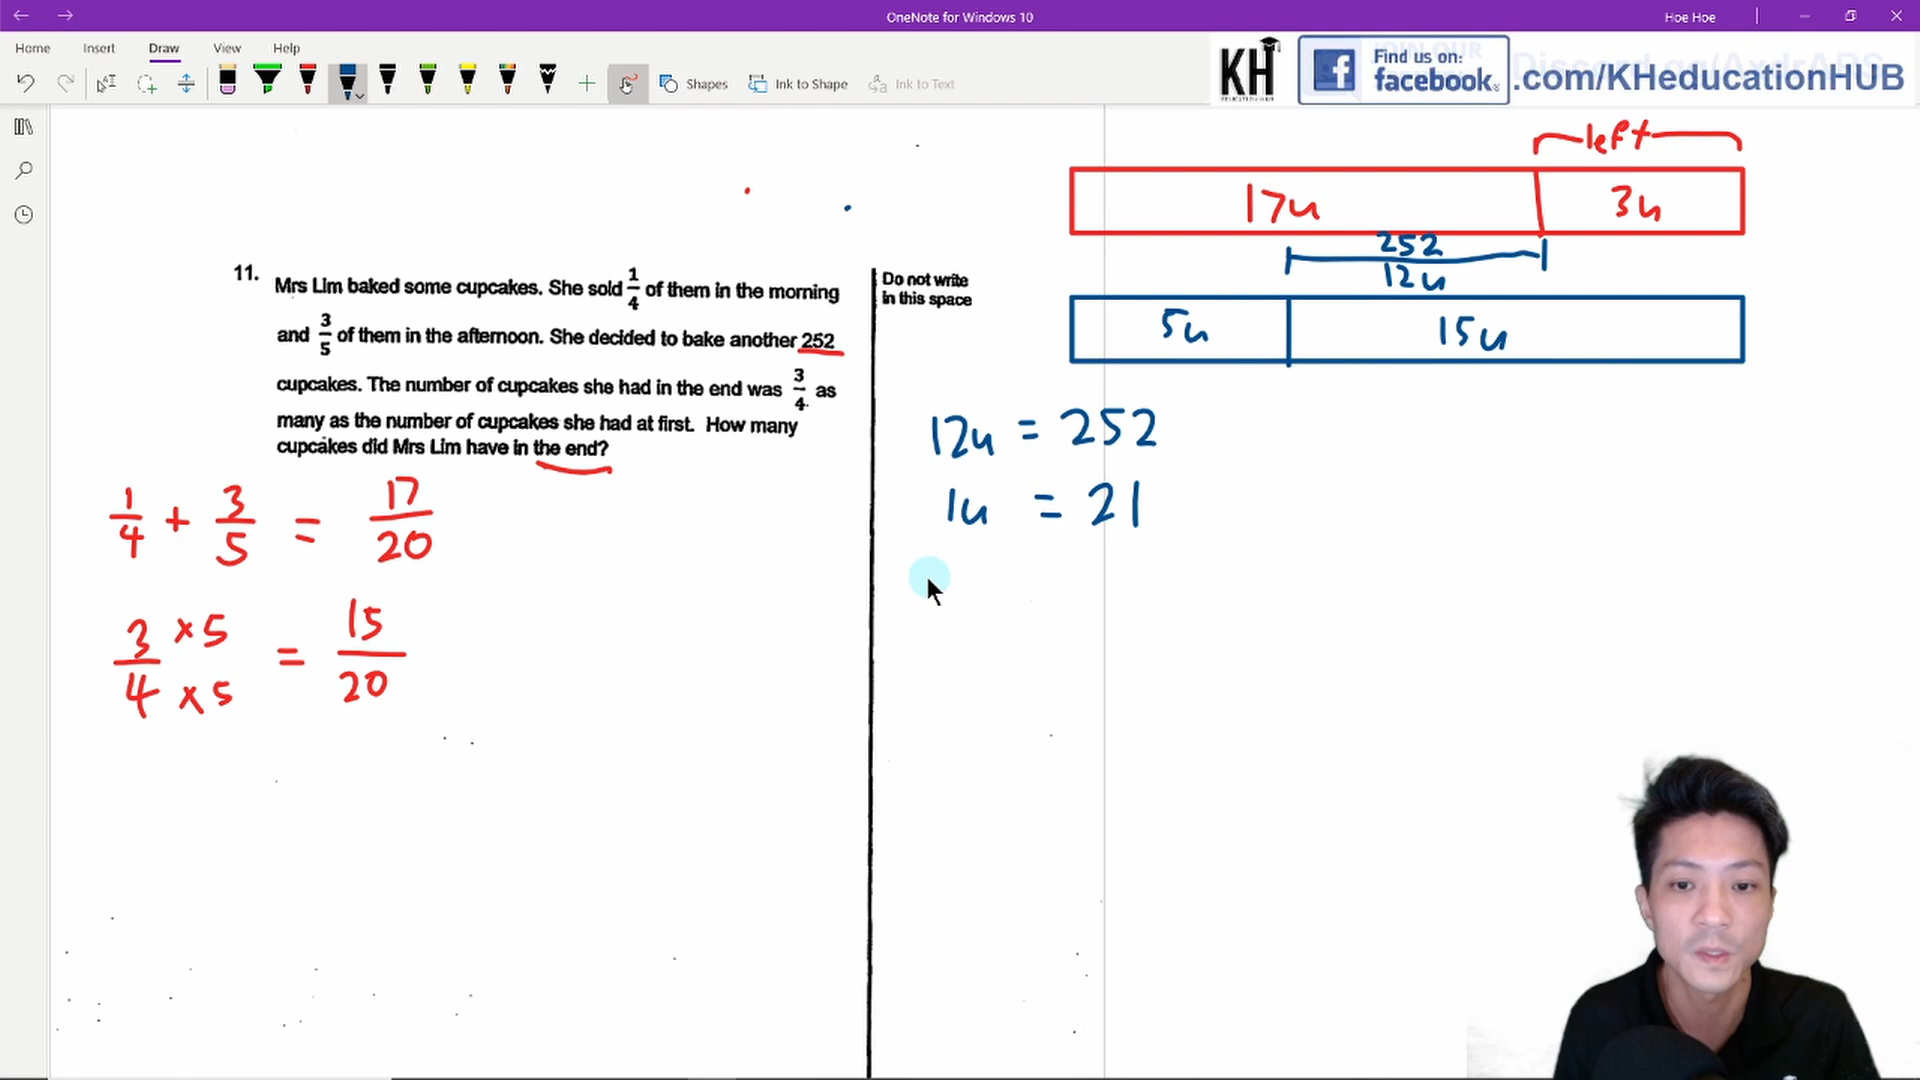 OneNote for Windows 10
Hoe Hoe
Home Insert Draw View Help
Shapes Ink to Shape Ink to Text
KH
Find us on:
facebook. .com/KHeducationHUB
left
17u 3u
252
12u
5u 15u
11. Mrs Lim baked some cupcakes. She sold 1/4 of them in the morning
and 3/5 of them in the afternoon. She decided to bake another 252
cupcakes. The number of cupcakes she had in the end was 3/4 as
many as the number of cupcakes she had at first. How many
cupcakes did Mrs Lim have in the end?
Do not write
in this space
1/4 + 3/5 = 17/20
3/4 ×5 ×5 = 15/20
12u = 252
1u = 21